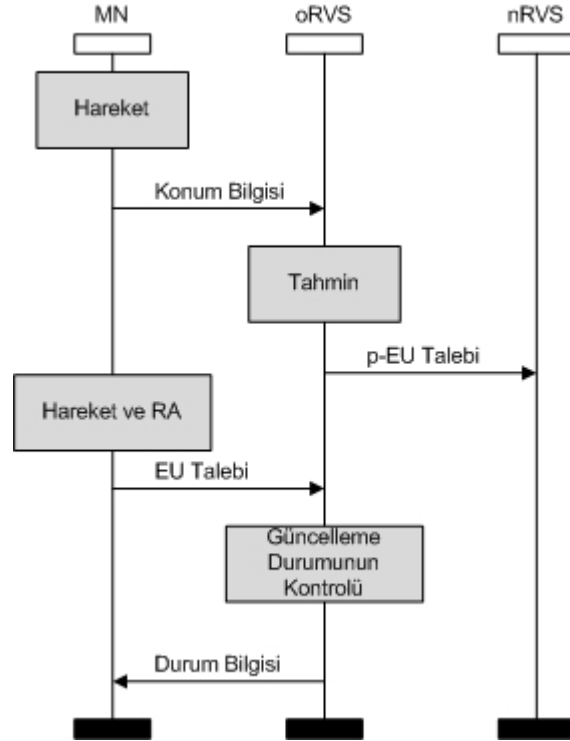 MN
oRVS
nRVS
Hareket
Konum Bilgisi
Tahmin
p-EU Talebi
Hareket ve RA
EU Talebi
Güncelleme
Durumunun
Kontrolü
Durum Bilgisi